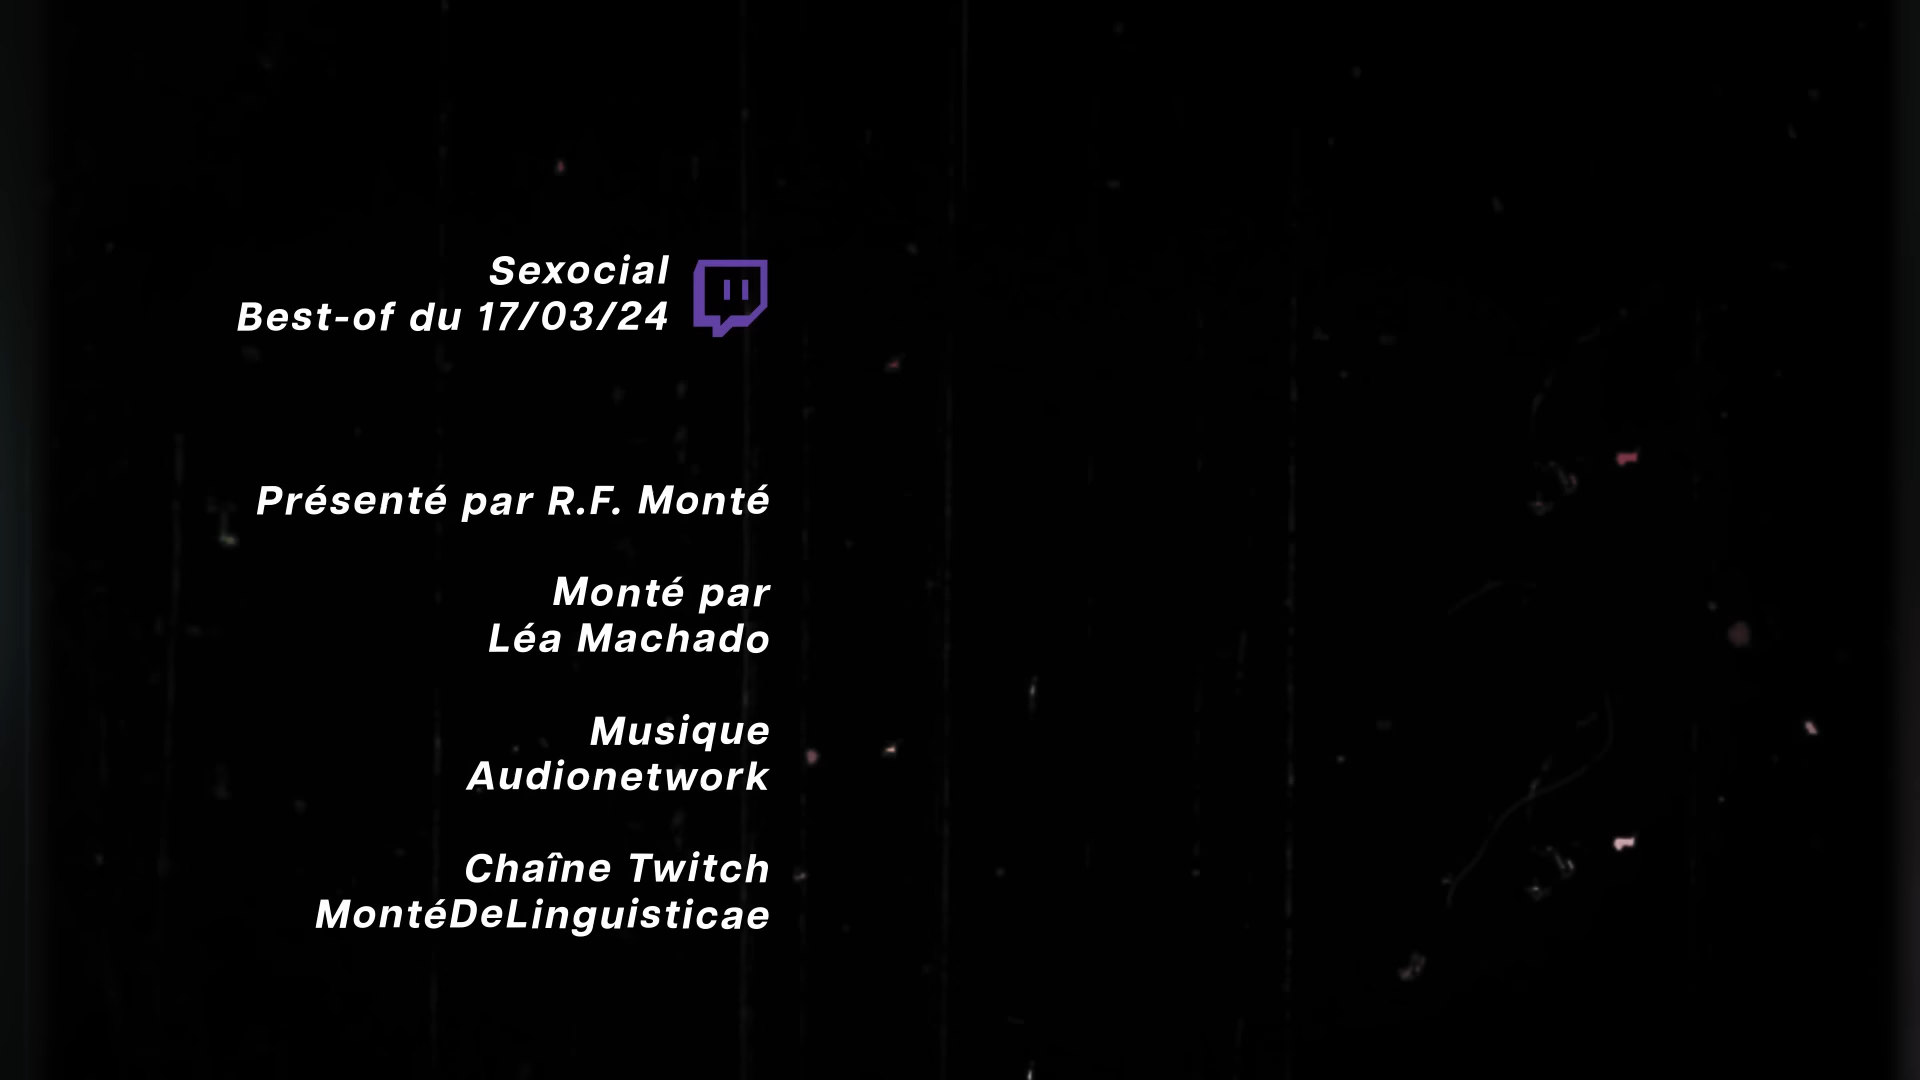 Sexocial
Best-of du 17/03/24
Présenté par R.F. Monté
Monté par
Léa Machado
Musique
Audionetwork
Chaîne Twitch
MontéDeLinguisticae